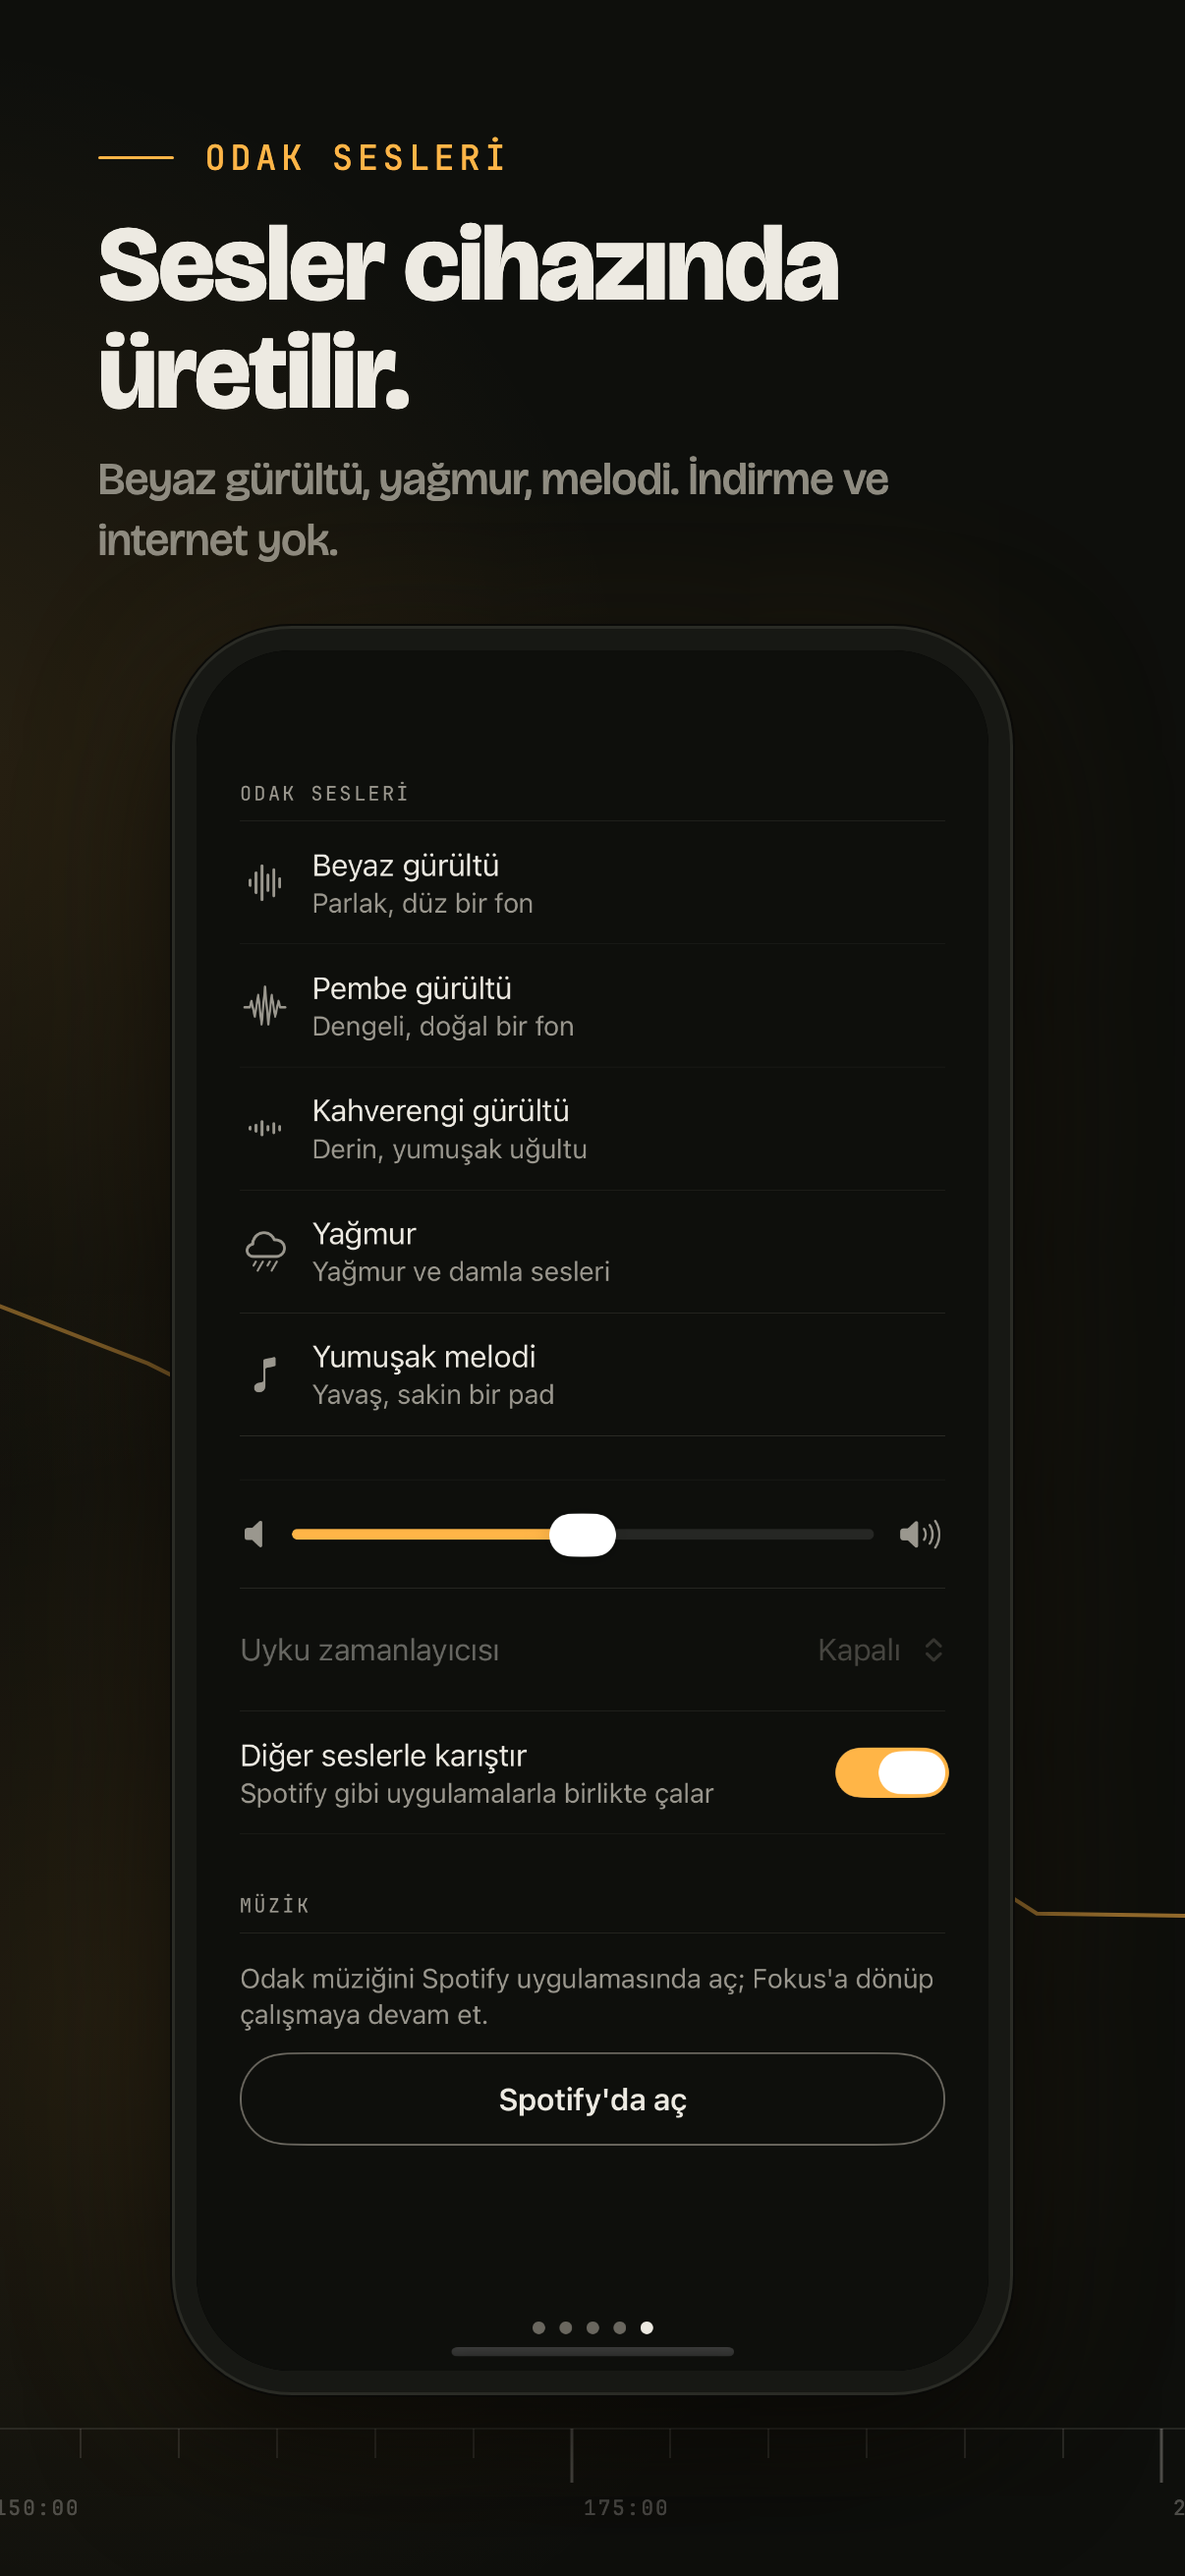 ODAK SESLERİ
Sesler cihazında
üretilir.
Beyaz gürültü, yağmur, melodi. İndirme ve
internet yok.
ODAK SESLERİ
Beyaz gürültü
Parlak, düz bir fon
Pembe gürültü
Dengeli, doğal bir fon
Kahverengi gürültü
Derin, yumuşak uğultu
Yağmur
Yağmur ve damla sesleri
Yumuşak melodi
Yavaş, sakin bir pad
Uyku zamanlayıcısı Kapalı
Diğer seslerle karıştır
Spotify gibi uygulamalarla birlikte çalar
MÜZİK
Odak müziğini Spotify uygulamasında aç; Fokus'a dönüp
çalışmaya devam et.
Spotify'da aç
150:00 175:00 2